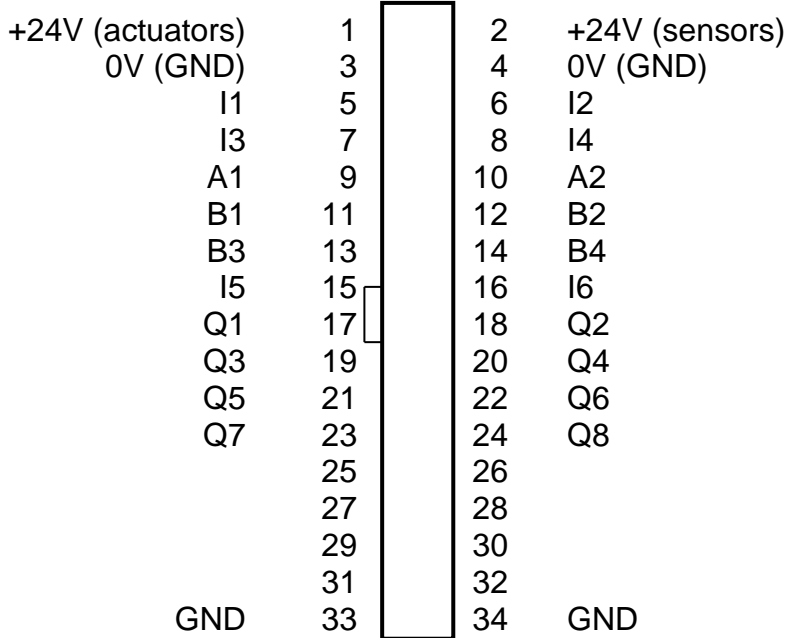 +24V (actuators) 1 2 +24V (sensors)
0V (GND) 3 4 0V (GND)
I1 5 6 I2
I3 7 8 I4
A1 9 10 A2
B1 11 12 B2
B3 13 14 B4
I5 15 16 I6
Q1 17 18 Q2
Q3 19 20 Q4
Q5 21 22 Q6
Q7 23 24 Q8
25 26
27 28
29 30
31 32
GND 33 34 GND